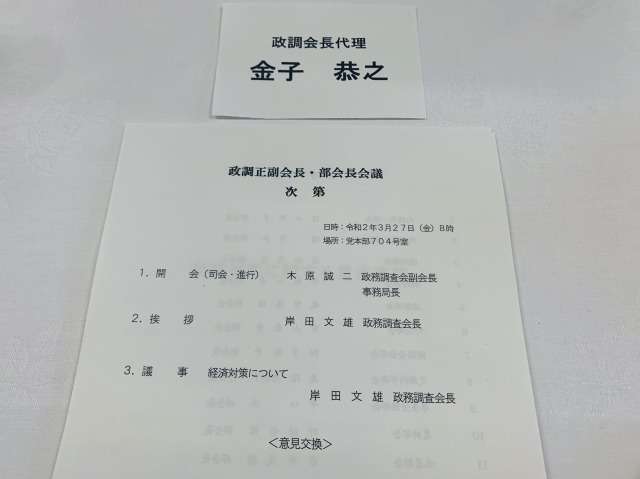 政調会長代理
金子　恭之
政調正副会長・部会長会議
次　第
日時：令和2年3月27日（金）8時
場所：党本部704号室
1．開　　会（司会・進行）　木　原　誠　二　政務調査会副会長
事務局長
2．挨　　拶　岸　田　文　雄　政務調査会長
3．議　　事　経済対策について
岸　田　文　雄　政務調査会長
＜意見交換＞